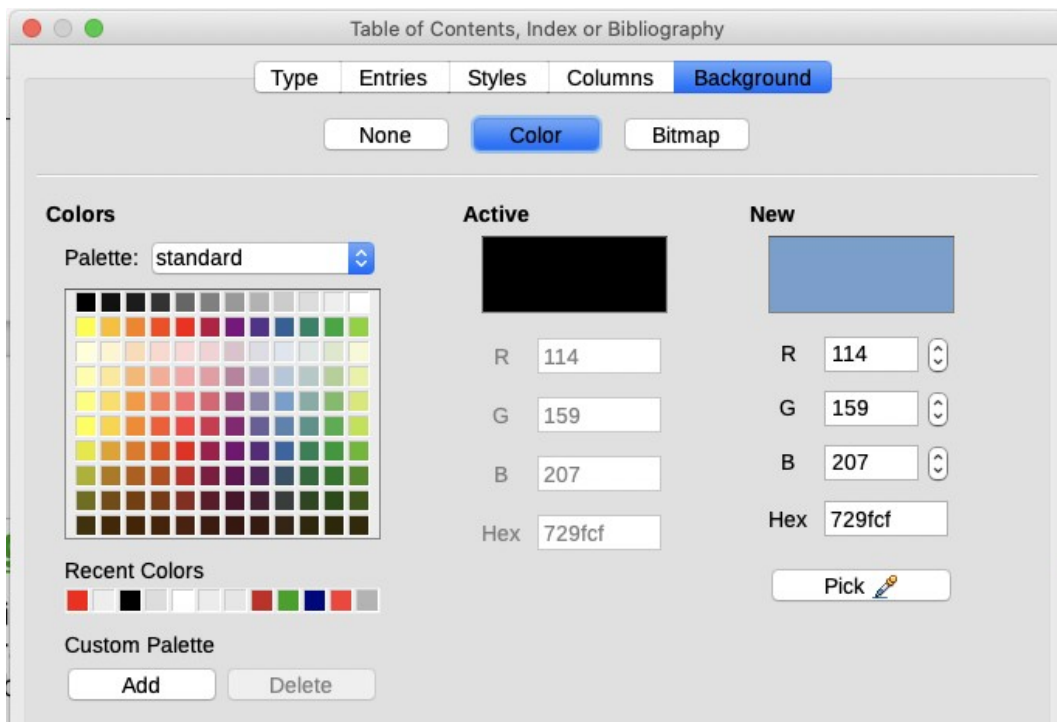 Table of Contents, Index or Bibliography
Type Entries Styles Columns Background
None Color Bitmap
Colors
Palette: standard
Recent Colors
Custom Palette
Add Delete
Active
R 114
G 159
B 207
Hex 729fcf
New
R 114
G 159
B 207
Hex 729fcf
Pick